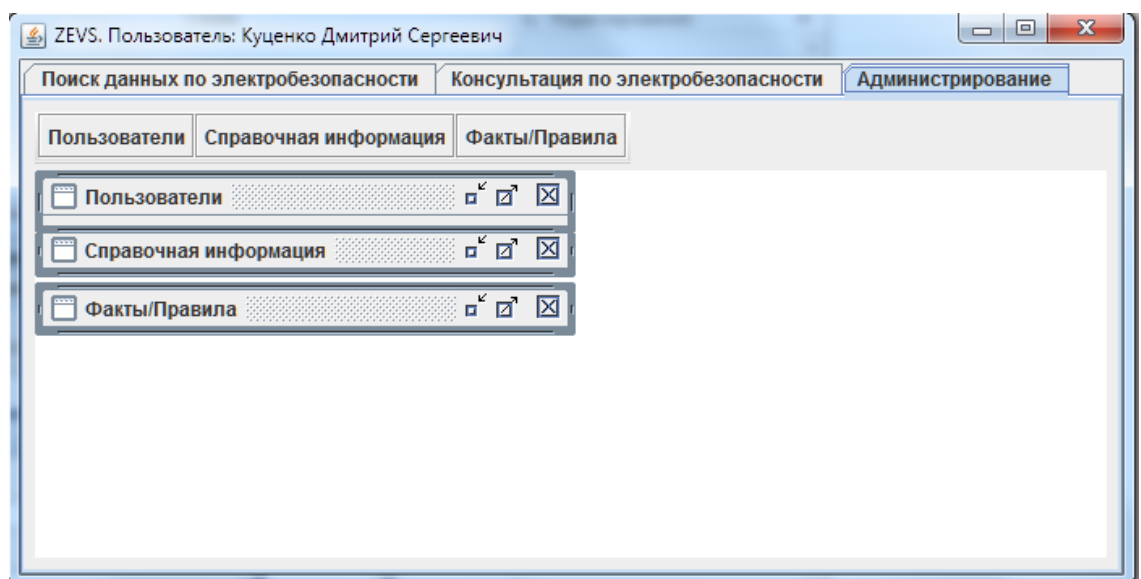 ZEVS. Пользователь: Куценко Дмитрий Сергеевич
Поиск данных по электробезопасности Консультация по электробезопасности Администрирование
Пользователи Справочная информация Факты/Правила
Пользователи
Справочная информация
Факты/Правила